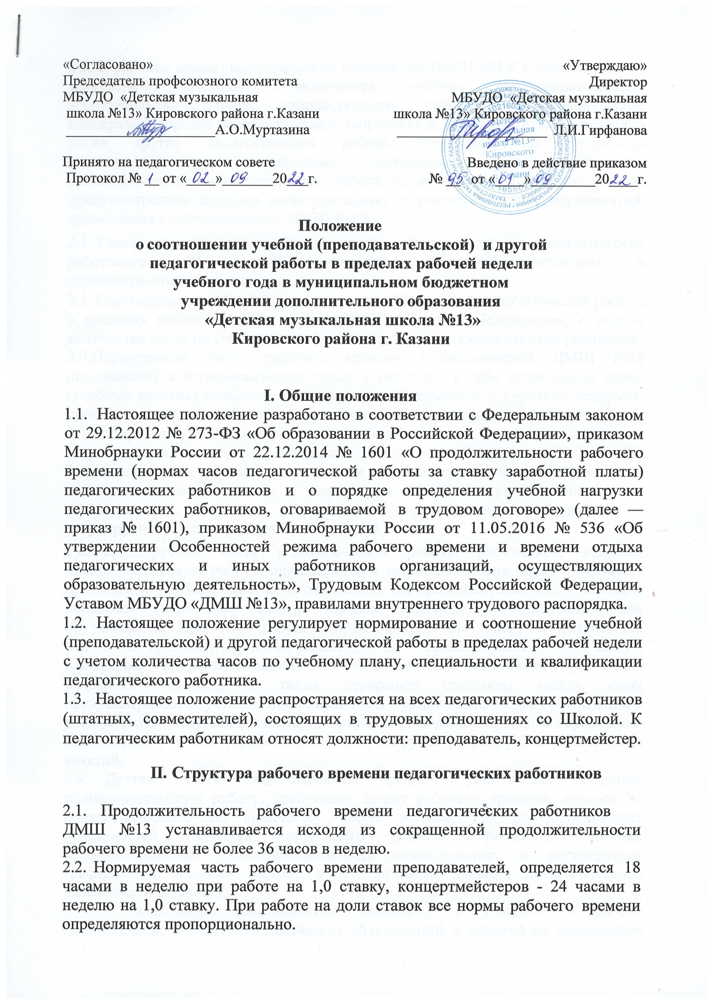 «Согласовано»
Председатель профсоюзного комитета
МБУДО «Детская музыкальная
школа №13» Кировского района г.Казани
____________________А.О.Муртазина
«Утверждаю»
Директор
МБУДО «Детская музыкальная
школа №13» Кировского района г.Казани
____________________ Л.И.Гирфанова
Принято на педагогическом совете
Протокол № 1 от « 02 » 09 2022 г.
Введено в действие приказом
№ 95 от « 01 » 09 2022 г.
«Детская
музыкальная
школа №13»
Кировского
района
г. Казани
Положение
о соотношении учебной (преподавательской) и другой
педагогической работы в пределах рабочей недели
учебного года в муниципальном бюджетном
учреждении дополнительного образования
«Детская музыкальная школа №13»
Кировского района г. Казани
I. Общие положения
1.1. Настоящее положение разработано в соответствии с Федеральным законом
от 29.12.2012 № 273-ФЗ «Об образовании в Российской Федерации», приказом
Минобрнауки России от 22.12.2014 № 1601 «О продолжительности рабочего
времени (нормах часов педагогической работы за ставку заработной платы)
педагогических работников и о порядке определения учебной нагрузки
педагогических работников, оговариваемой в трудовом договоре» (далее —
приказ № 1601), приказом Минобрнауки России от 11.05.2016 № 536 «Об
утверждении Особенностей режима рабочего времени и времени отдыха
педагогических и иных работников организаций, осуществляющих
образовательную деятельность», Трудовым Кодексом Российской Федерации,
Уставом МБУДО «ДМШ №13», правилами внутреннего трудового распорядка.
1.2. Настоящее положение регулирует нормирование и соотношение учебной
(преподавательской) и другой педагогической работы в пределах рабочей недели
с учетом количества часов по учебному плану, специальности и квалификации
педагогического работника.
1.3. Настоящее положение распространяется на всех педагогических работников
(штатных, совместителей), состоящих в трудовых отношениях со Школой. К
педагогическим работникам относят должности: преподаватель, концертмейстер.
II. Структура рабочего времени педагогических работников
2.1. Продолжительность рабочего времени педагогических работников
ДМШ №13 устанавливается исходя из сокращенной продолжительности
рабочего времени не более 36 часов в неделю.
2.2. Нормируемая часть рабочего времени преподавателей, определяется 18
часами в неделю при работе на 1,0 ставку, концертмейстеров - 24 часами в
неделю на 1,0 ставку. При работе на доли ставок все нормы рабочего времени
определяются пропорционально.